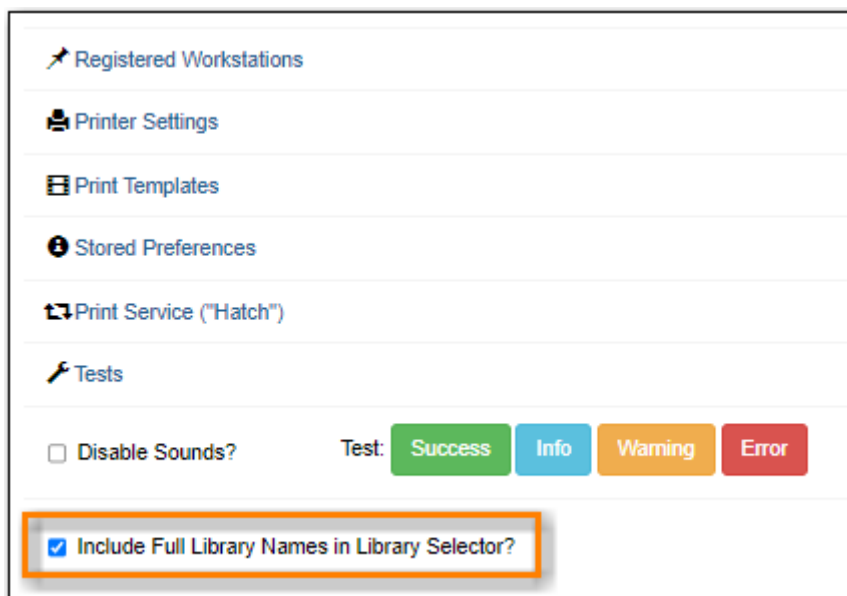 Registered Workstations
Printer Settings
Print Templates
Stored Preferences
Print Service ("Hatch")
Tests
Disable Sounds? Test: Success Info Warning Error
Include Full Library Names in Library Selector?